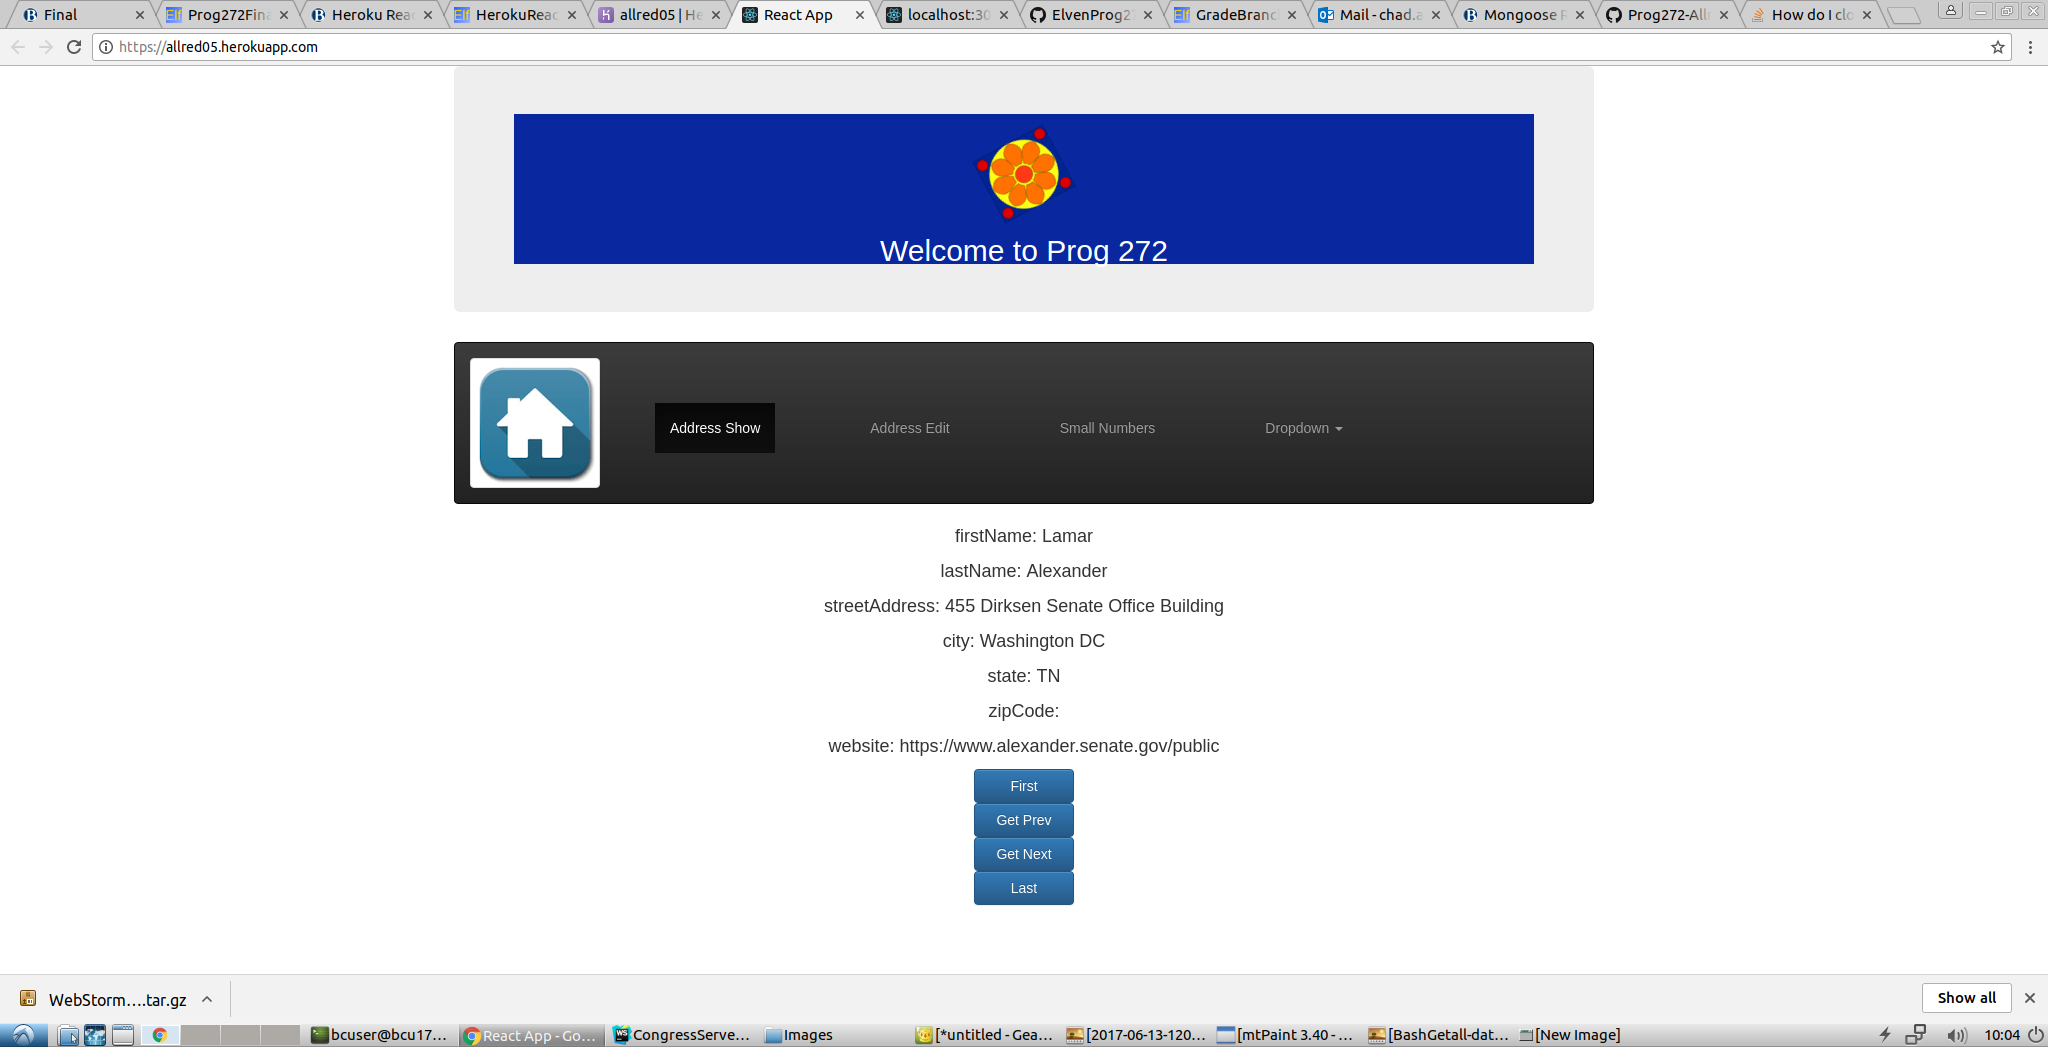 Final
Prog272Fin
Heroku Rea
HerokuReac
allred05 | He
React App
localhost:30
ElvenProg2
GradeBranc
Mail - chad.a
Mongoose R
Prog272-All
How do I clo
https://allred05.herokuapp.com
Welcome to Prog 272
Address Show
Address Edit
Small Numbers
Dropdown
firstName: Lamar
lastName: Alexander
streetAddress: 455 Dirksen Senate Office Building
city: Washington DC
state: TN
zipCode:
website: https://www.alexander.senate.gov/public
First
Get Prev
Get Next
Last
WebStorm....tar.gz
Show all
bcuser@bcu17...
React App - Go...
CongressServe...
Images
[*untitled - Gea...
[2017-06-13-120...
[mtPaint 3.40 - ...
[BashGetall-dat...
[New Image]
10:04